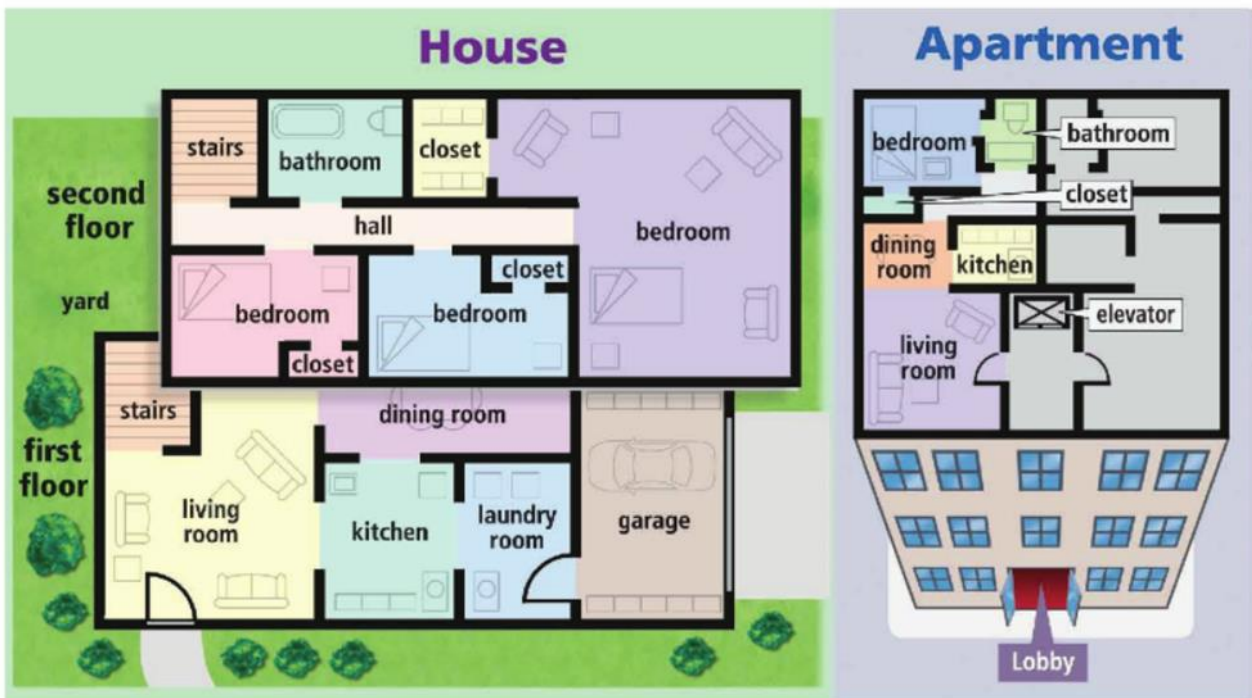 House
stairs
bathroom
closet
second
floor
hall
bedroom
yard
bedroom
closet
bedroom
closet
stairs
dining room
first
floor
living
room
kitchen
laundry
room
garage
Apartment
bedroom
bathroom
closet
dining
room
kitchen
elevator
living
room
Lobby